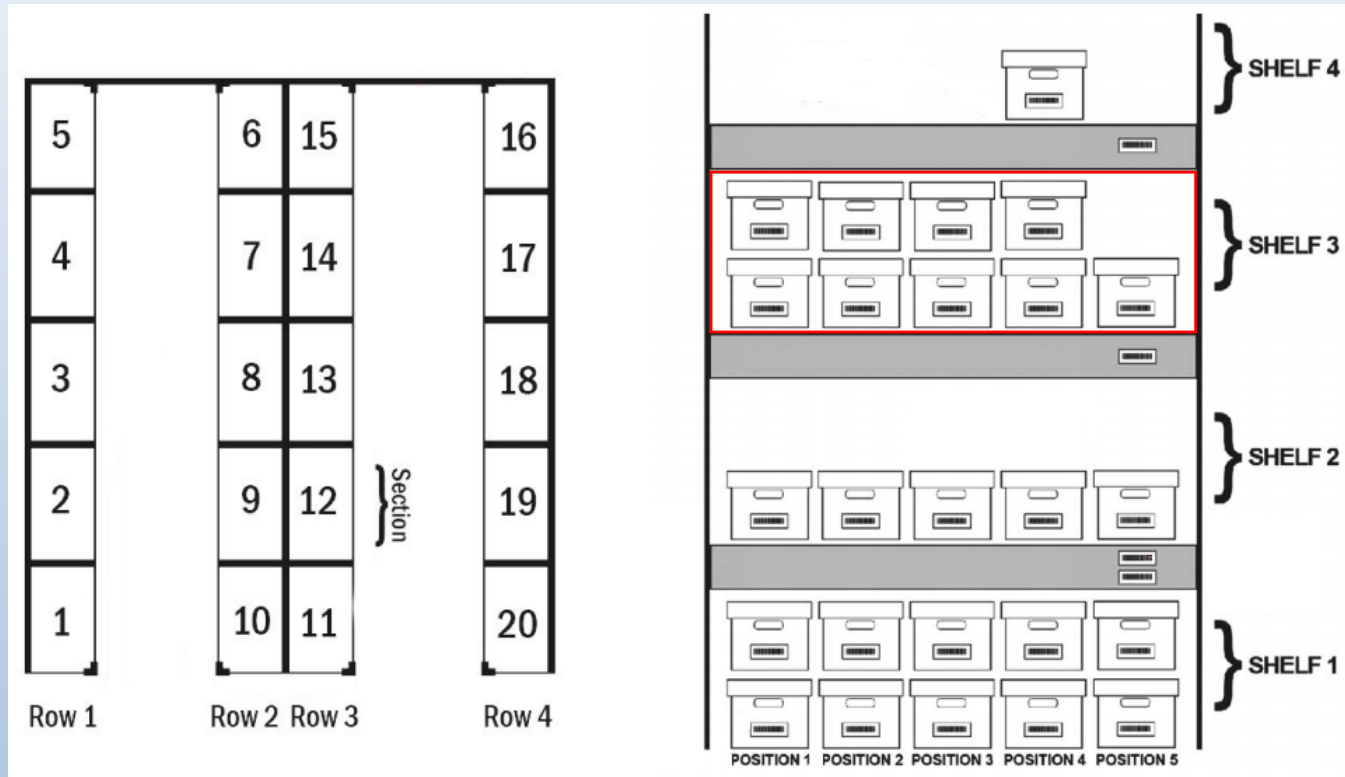 5 6 15 16
4 7 14 17
3 8 13 18
2 9 12 19
Section
1 10 11 20
Row 1 Row 2 Row 3 Row 4
SHELF 4
SHELF 3
SHELF 2
SHELF 1
POSITION 1 POSITION 2 POSITION 3 POSITION 4 POSITION 5